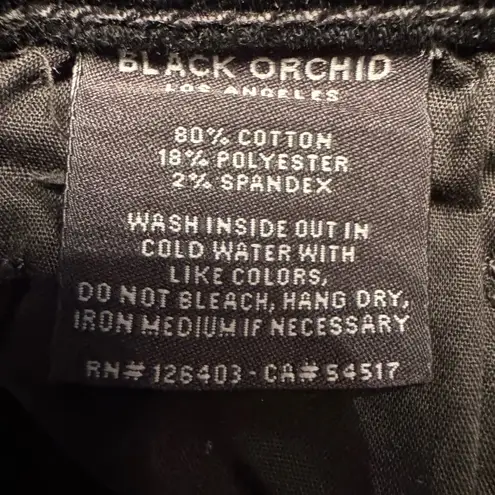 BLACK ORCHID
LOS ANGELES
80% COTTON
18% POLYESTER
2% SPANDEX
WASH INSIDE OUT IN
COLD WATER WITH
LIKE COLORS,
DO NOT BLEACH, HANG DRY,
IRON MEDIUM IF NECESSARY
RN# 126403 - CA# 54517